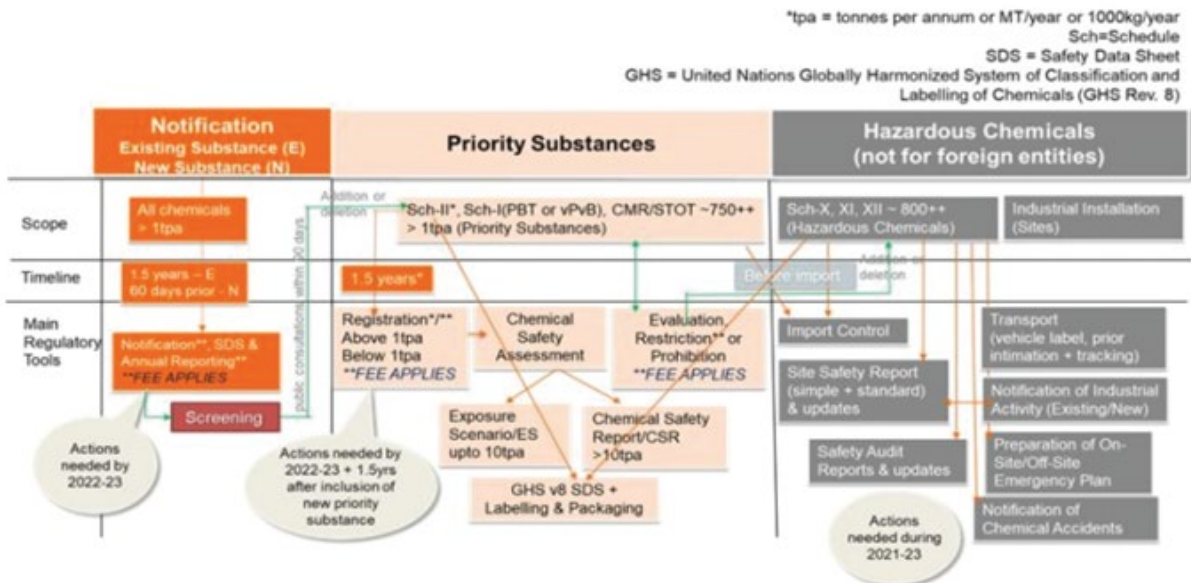 *tpa = tonnes per annum or MT/year or 1000kg/year
Sch=Schedule
SDS = Safety Data Sheet
GHS = United Nations Globally Harmonized System of Classification and
Labelling of Chemicals (GHS Rev. 8)
Notification
Existing Substance (E)
New Substance (N)
Priority Substances
Hazardous Chemicals
(not for foreign entities)
Scope
All chemicals
> 1tpa
Addition or
deletion
Sch-II*, Sch-I(PBT or vPvB), CMR/STOT ~750++
> 1tpa (Priority Substances)
Sch-X, XI, XII ~ 800++
(Hazardous Chemicals)
Industrial Installation
(Sites)
Timeline
1.5 years – E
60 days prior - N
public consultations within 90 days
1.5 years*
Before import
Addition or
deletion
Main
Regulatory
Tools
Notification**, SDS &
Annual Reporting**
**FEE APPLIES
Screening
Actions
needed by
2022-23
Registration*/**
Above 1tpa
Below 1tpa
**FEE APPLIES
Chemical
Safety
Assessment
Evaluation,
Restriction** or
Prohibition
**FEE APPLIES
Exposure
Scenario/ES
upto 10tpa
Chemical Safety
Report/CSR
>10tpa
Actions needed by
2022-23 + 1.5yrs
after inclusion of
new priority
substance
GHS v8 SDS +
Labelling & Packaging
Import Control
Site Safety Report
(simple + standard)
& updates
Safety Audit
Reports & updates
Actions
needed during
2021-23
Transport
(vehicle label, prior
intimation + tracking)
Notification of Industrial
Activity (Existing/New)
Preparation of On-
Site/Off-Site
Emergency Plan
Notification of
Chemical Accidents